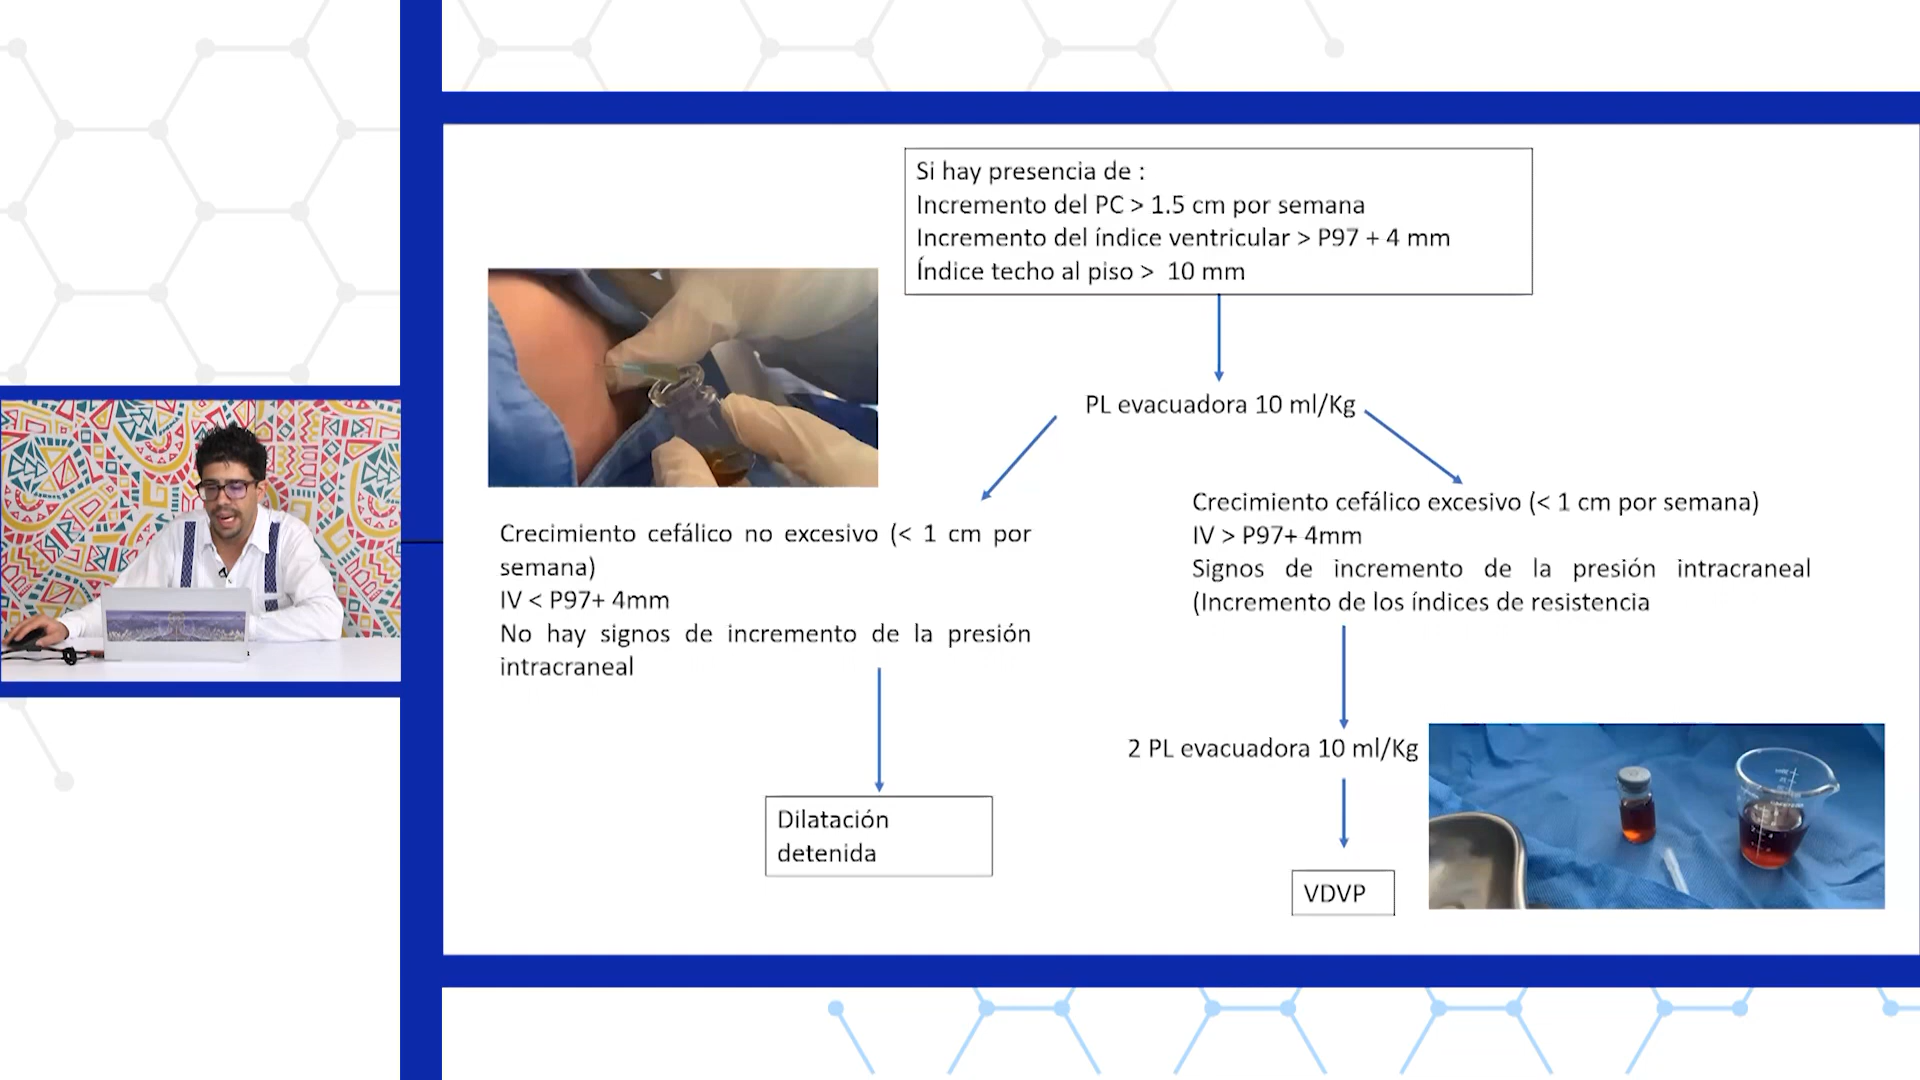 Si hay presencia de :
Incremento del PC > 1.5 cm por semana
Incremento del índice ventricular > P97 + 4 mm
Índice techo al piso > 10 mm
PL evacuadora 10 ml/Kg
Crecimiento cefálico no excesivo (< 1 cm por
semana)
IV < P97+ 4mm
No hay signos de incremento de la presión
intracraneal
Dilatación
detenida
Crecimiento cefálico excesivo (< 1 cm por semana)
IV > P97+ 4mm
Signos de incremento de la presión intracraneal
(Incremento de los índices de resistencia
2 PL evacuadora 10 ml/Kg
VDVP